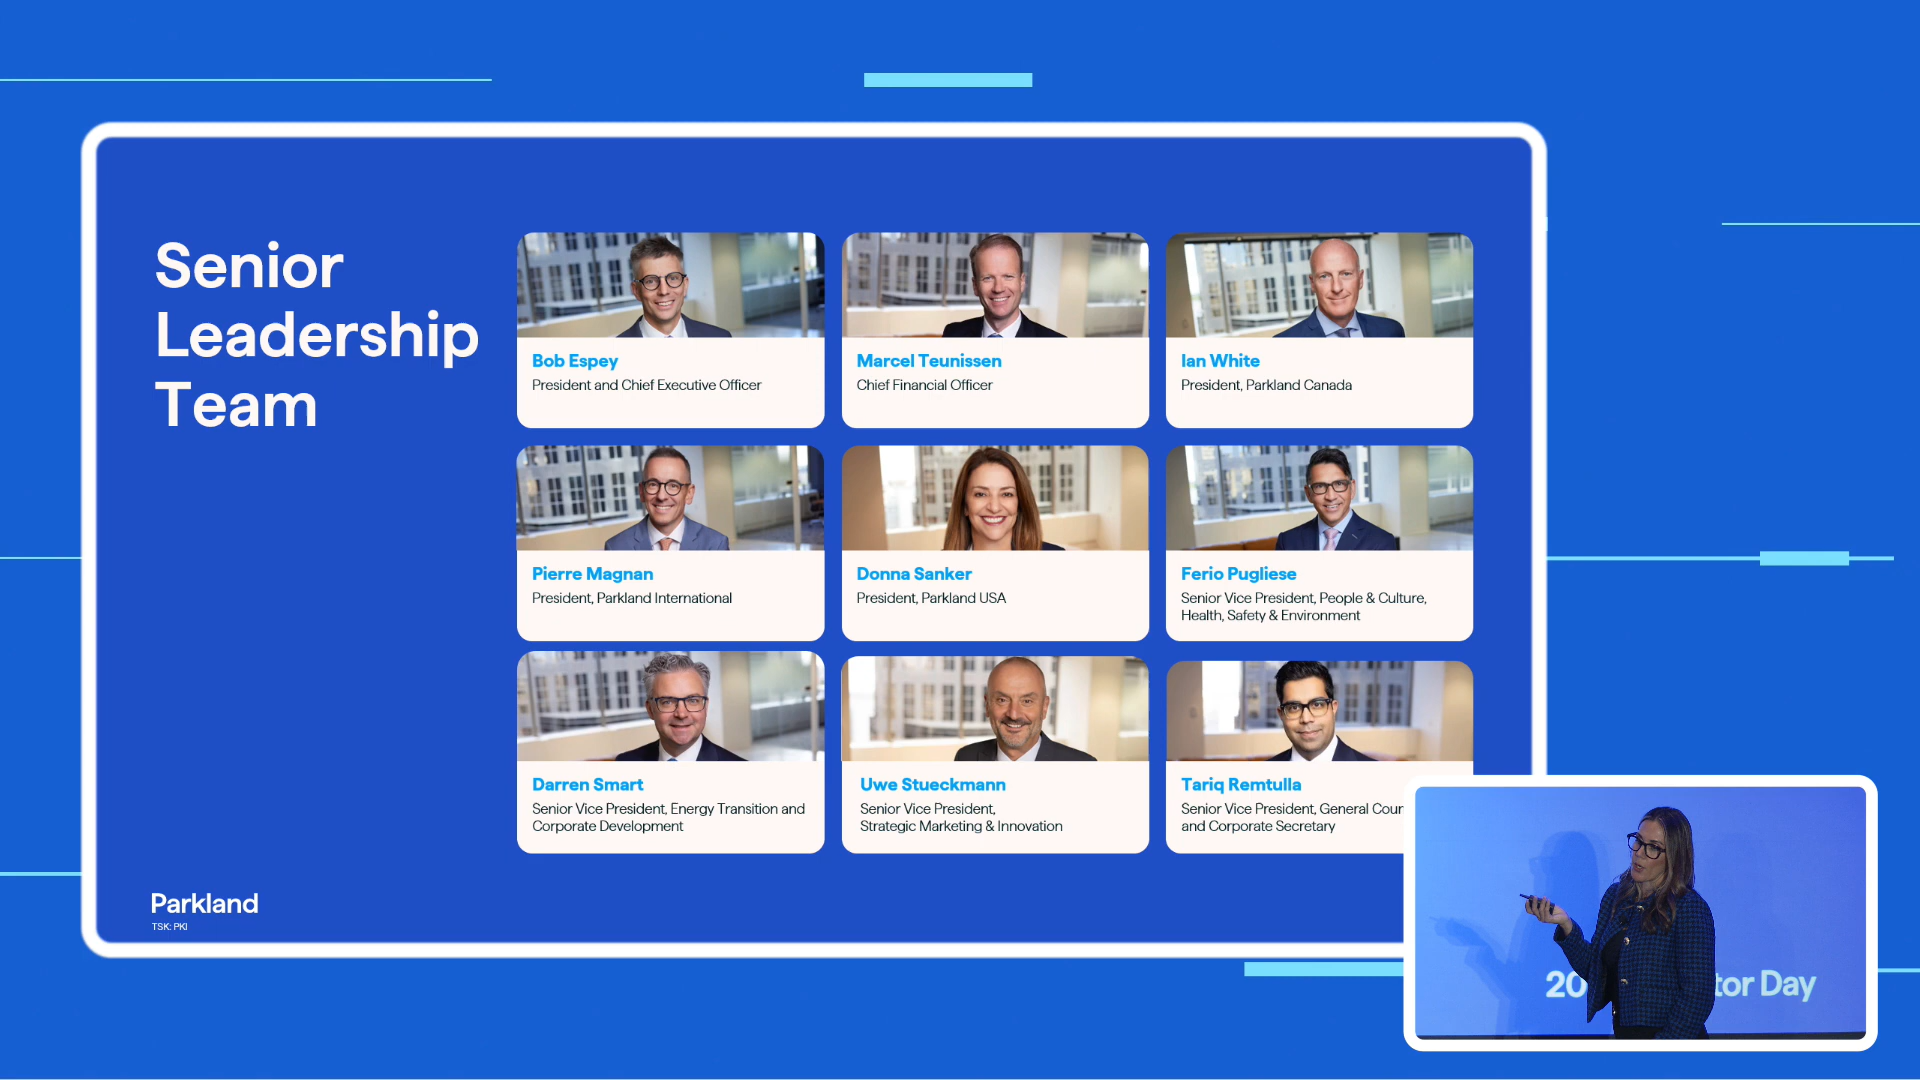 Senior
Leadership
Team
Bob Espey
President and Chief Executive Officer
Marcel Teunissen
Chief Financial Officer
Ian White
President, Parkland Canada
Pierre Magnan
President, Parkland International
Donna Sanker
President, Parkland USA
Ferio Pugliese
Senior Vice President, People & Culture,
Health, Safety & Environment
Darren Smart
Senior Vice President, Energy Transition and
Corporate Development
Uwe Stueckmann
Senior Vice President,
Strategic Marketing & Innovation
Tariq Remtulla
Senior Vice President, General Coun
and Corporate Secretary
Parkland
TSK: PKI
20 tor Day